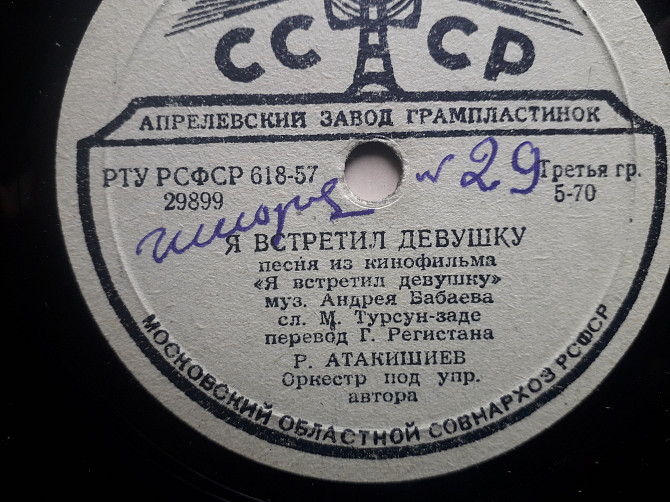 СССР
АПРЕЛЕВСКИЙ ЗАВОД ГРАМПЛАСТИНОК
РТУ РСФСР 618-57
29899
№ 29
Третья гр.
5-70
Я ВСТРЕТИЛ ДЕВУШКУ
песня из кинофильма
«Я встретил девушку»
муз. Андрея Бабаева
сл. М. Турсун-заде
перевод Г. Регистана
Р. АТАКИШИЕВ
Оркестр под упр.
автора
МОСКОВСКИЙ ОБЛАСТНОЙ СОВНАРХОЗ РСФСР